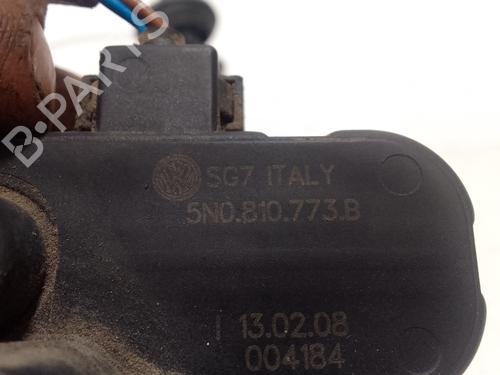 B-PARTS
SG7 ITALY
5N0.810.773.B
13.02.08
004184